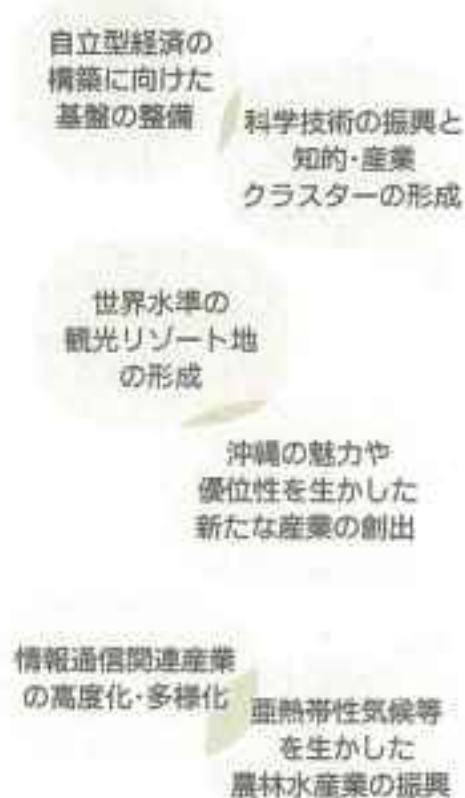 自立型経済の
構築に向けた
基盤の整備
科学技術の振興と
知的・産業
クラスターの形成
世界水準の
観光リゾート地
の形成
沖縄の魅力や
優位性を生かした
新たな産業の創出
情報通信関連産業
の高度化・多様化
亜熱帯性気候等
を生かした
農林水産業の振興